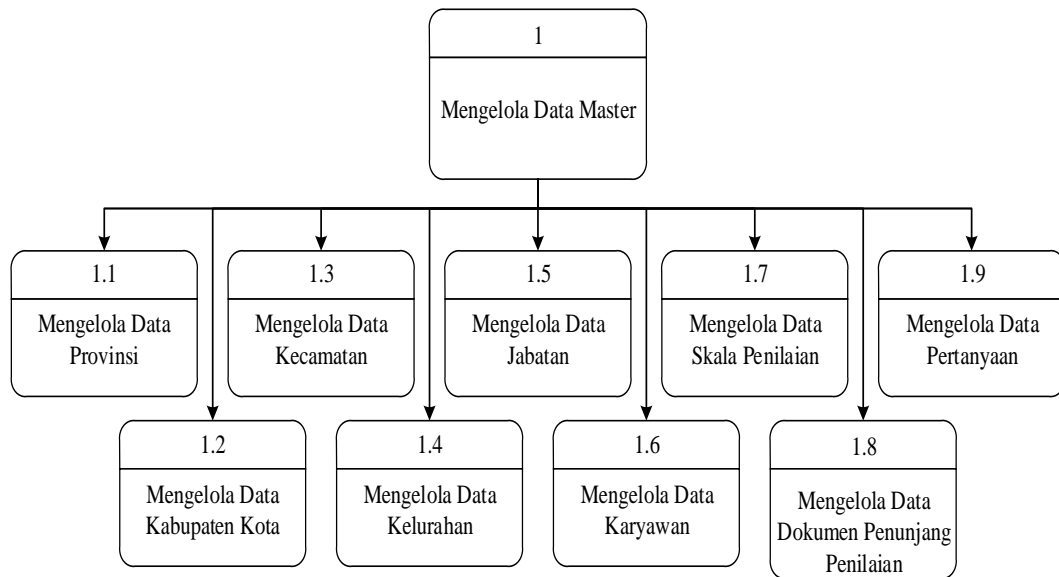 1
Mengelola Data Master
1.1
Mengelola Data
Provinsi
1.3
Mengelola Data
Kecamatan
1.5
Mengelola Data
Jabatan
1.7
Mengelola Data
Skala Penilaian
1.9
Mengelola Data
Pertanyaan
1.2
Mengelola Data
Kabupaten Kota
1.4
Mengelola Data
Kelurahan
1.6
Mengelola Data
Karyawan
1.8
Mengelola Data
Dokumen Penunjang
Penilaian